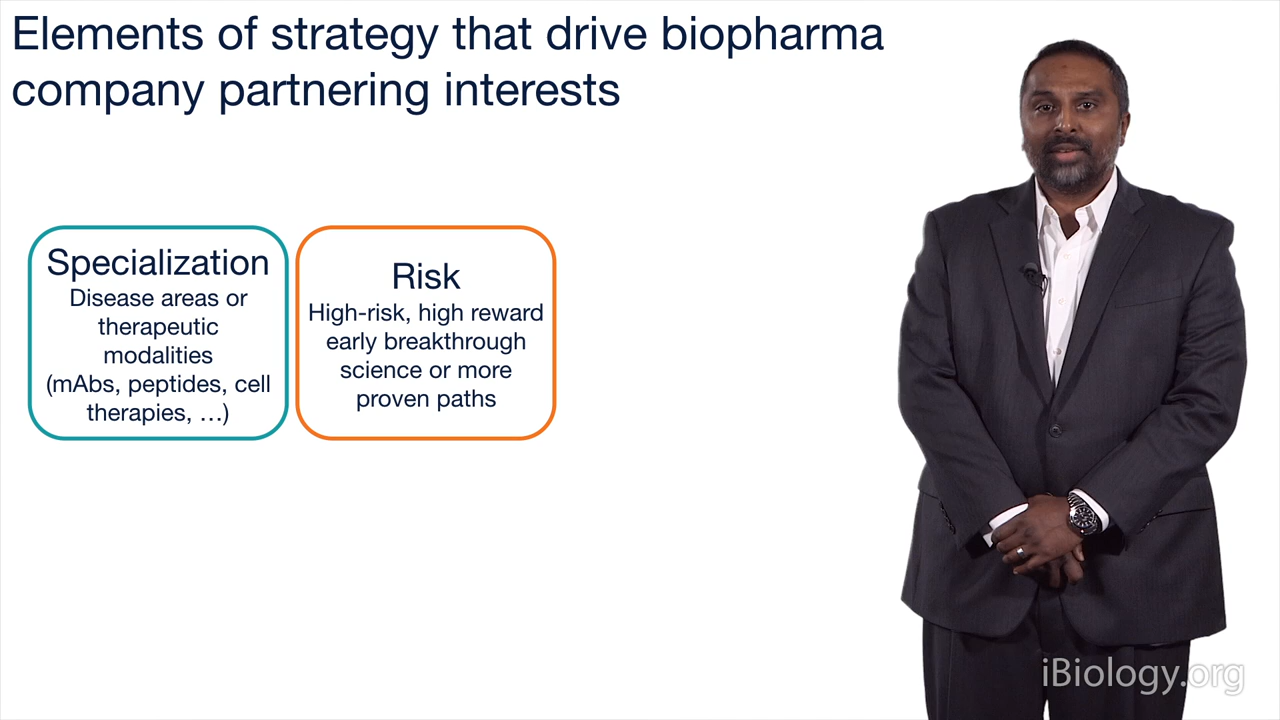 Elements of strategy that drive biopharma
company partnering interests
Specialization
Disease areas or
therapeutic
modalities
(mAbs, peptides, cell
therapies, …)
Risk
High-risk, high reward
early breakthrough
science or more
proven paths
iBiology.org